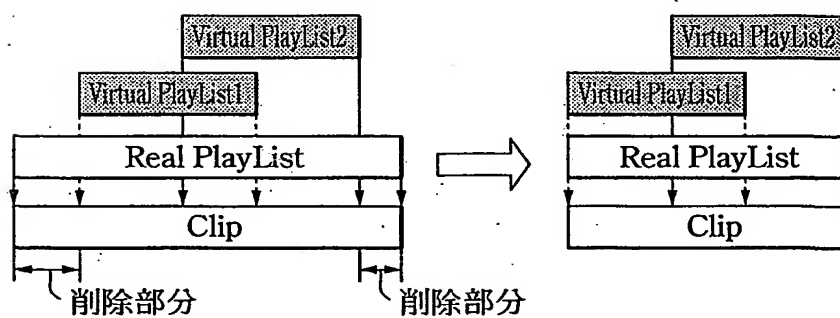 Virtual PlayList2
Virtual PlayList1
Real PlayList
Clip
削除部分
削除部分
Virtual PlayList2
Virtual PlayList1
Real PlayList
Clip